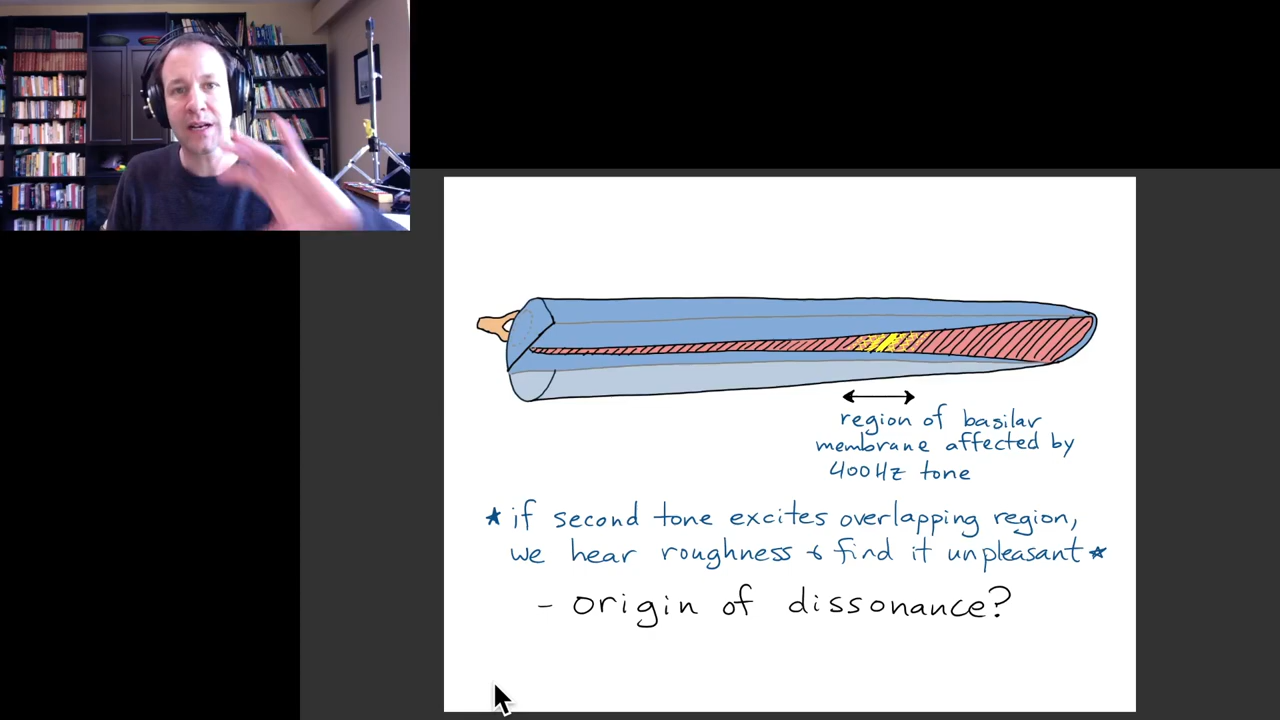 region of basilar
membrane affected by
400Hz tone
★ if second tone excites overlapping region,
we hear roughness & find it unpleasant ★
- origin of dissonance?